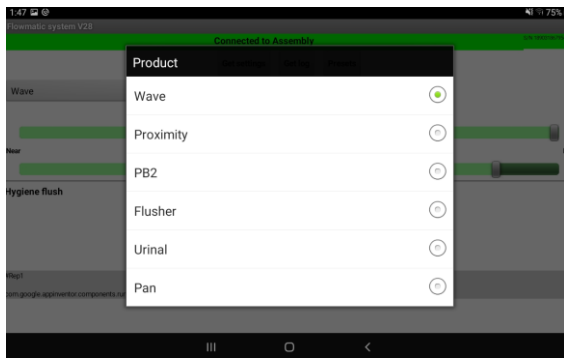 1:47 75%
Flowmatic system V28
Connected to Assembly
Product
Wave
Wave
Proximity
Near
PB2
Hygiene flush
Flusher
Urinal
Pan
com.google.appinventor.components.ru